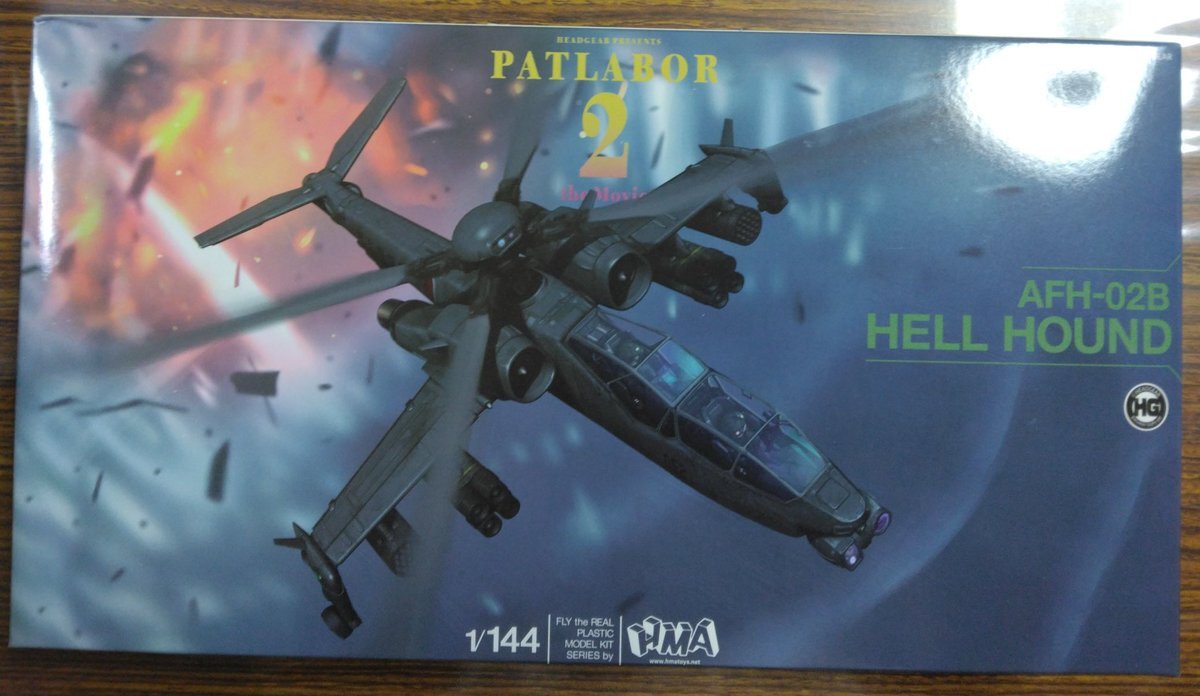 HEADGEAR PRESENTS
PATLABOR
2
the Movie
AFH-02B
HELL HOUND
HG
1/144
FLY the REAL
PLASTIC
MODEL KIT
SERIES by
HMA
www.hmatoys.net